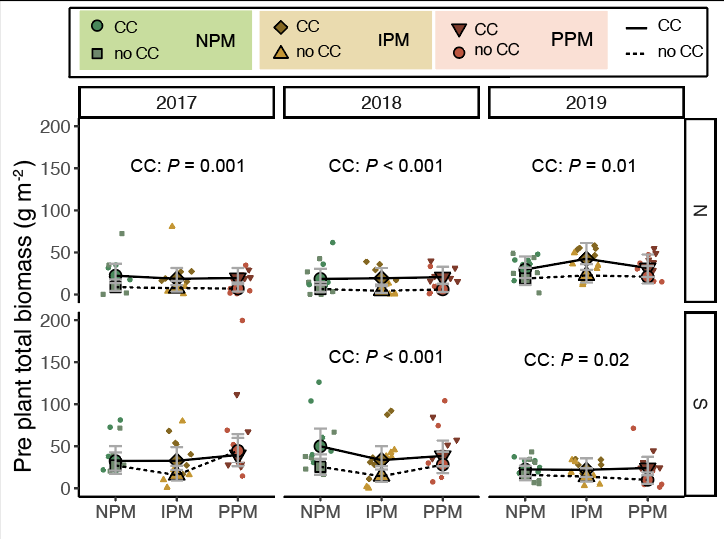 CC NPM CC IPM CC PPM CC
no CC no CC no CC no CC
2017 2018 2019
Pre plant total biomass (g m⁻²)
200
150
100
50
0
CC: P = 0.001 CC: P < 0.001 CC: P = 0.01
N
200
150
100
50
0
CC: P < 0.001 CC: P = 0.02
S
NPM IPM PPM NPM IPM PPM NPM IPM PPM